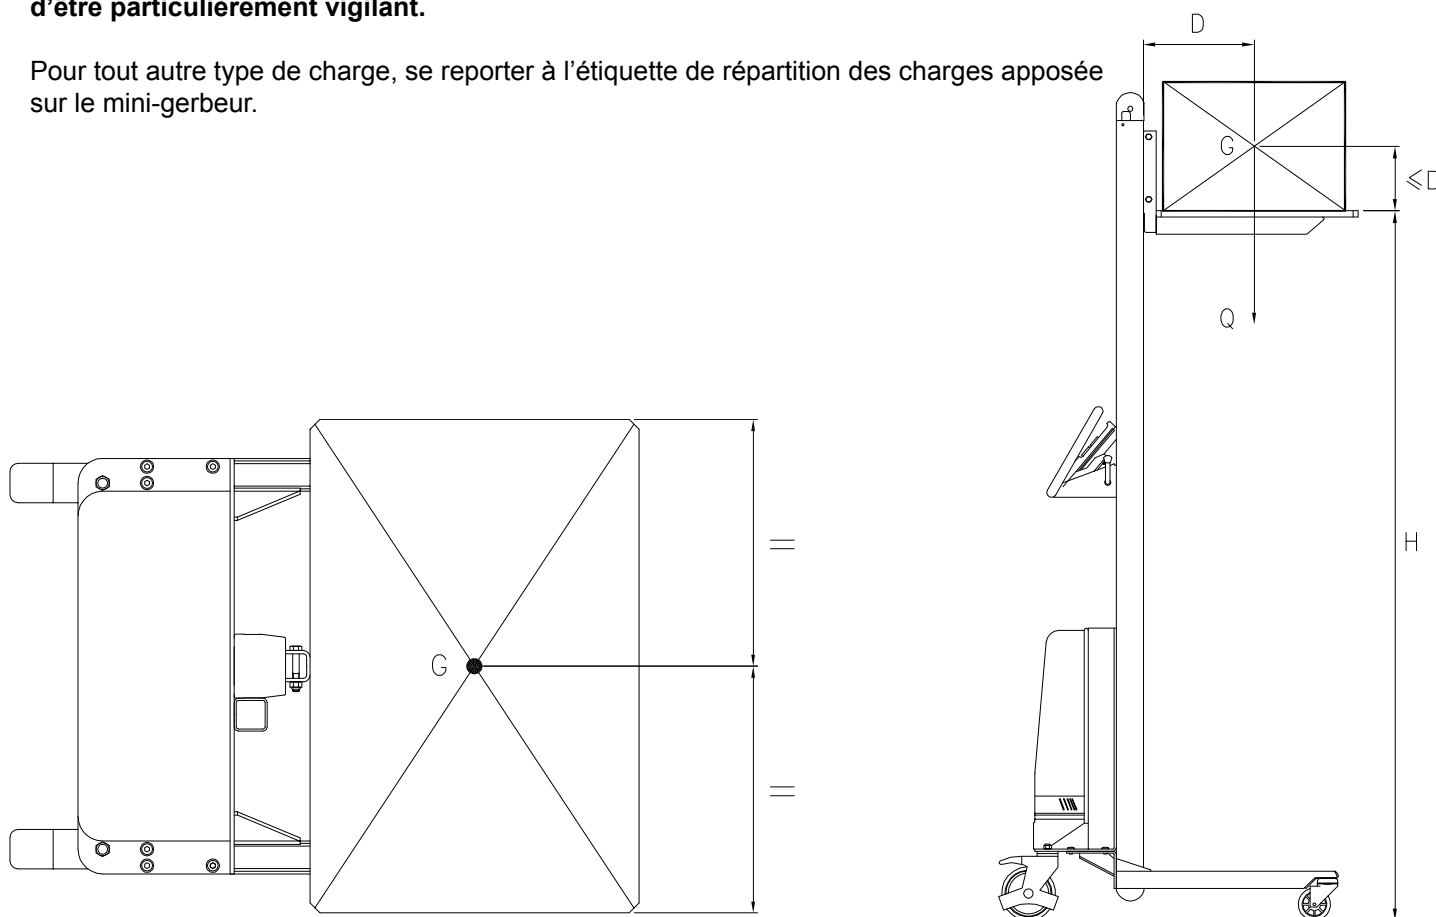 d’être particulièrement vigilant.
Pour tout autre type de charge, se reporter à l’étiquette de répartition des charges apposée
sur le mini-gerbeur.
D
G
≤D
Q
H
=
G
=